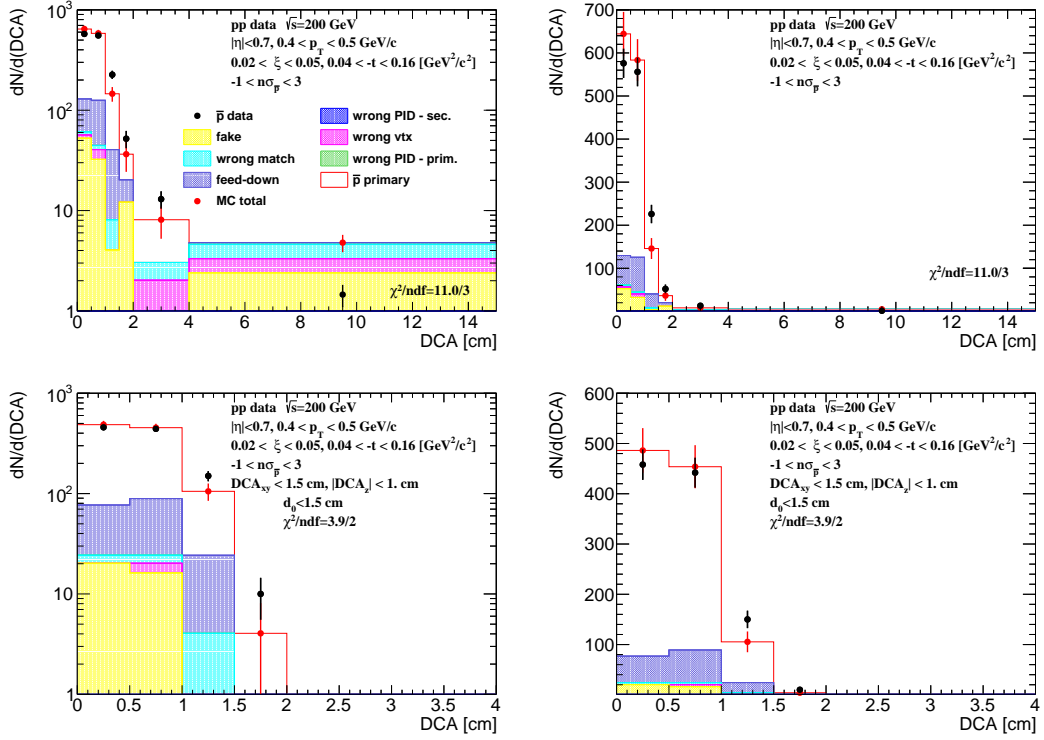 pp data √s=200 GeV
|η|<0.7, 0.4 < p_T < 0.5 GeV/c
0.02 < ξ < 0.05, 0.04 < -t < 0.16 [GeV²/c²]
-1 < nσ_p̄ < 3
p̄ data
fake
wrong match
feed-down
MC total
wrong PID - sec.
wrong vtx
wrong PID - prim.
p̄ primary
χ²/ndf=11.0/3
dN/d(DCA)
10³
10²
10
1
0 2 4 6 8 10 12 14
DCA [cm]
pp data √s=200 GeV
|η|<0.7, 0.4 < p_T < 0.5 GeV/c
0.02 < ξ < 0.05, 0.04 < -t < 0.16 [GeV²/c²]
-1 < nσ_p̄ < 3
χ²/ndf=11.0/3
dN/d(DCA)
700
600
500
400
300
200
100
0 2 4 6 8 10 12 14
DCA [cm]
pp data √s=200 GeV
|η|<0.7, 0.4 < p_T < 0.5 GeV/c
0.02 < ξ < 0.05, 0.04 < -t < 0.16 [GeV²/c²]
-1 < nσ_p̄ < 3
DCA_xy < 1.5 cm, |DCA_z| < 1. cm
d_0<1.5 cm
χ²/ndf=3.9/2
dN/d(DCA)
10³
10²
10
1
0 0.5 1 1.5 2 2.5 3 3.5 4
DCA [cm]
pp data √s=200 GeV
|η|<0.7, 0.4 < p_T < 0.5 GeV/c
0.02 < ξ < 0.05, 0.04 < -t < 0.16 [GeV²/c²]
-1 < nσ_p̄ < 3
DCA_xy < 1.5 cm, |DCA_z| < 1. cm
d_0<1.5 cm
χ²/ndf=3.9/2
dN/d(DCA)
600
500
400
300
200
100
0 0.5 1 1.5 2 2.5 3 3.5 4
DCA [cm]